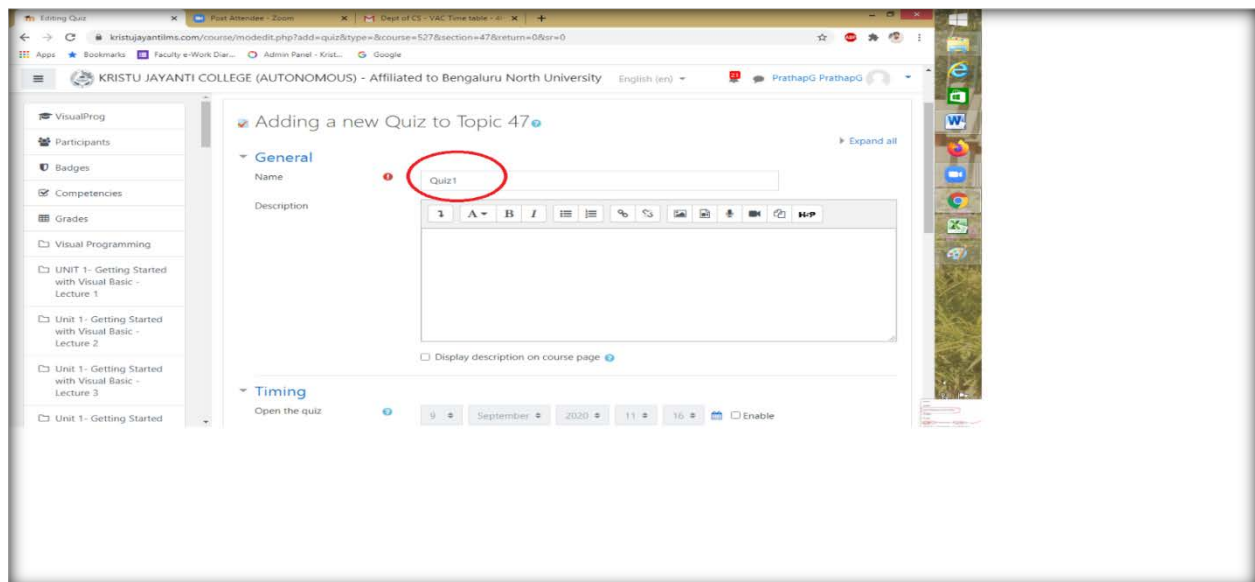 Editing Quiz
Post Attendee - Zoom
Dept of CS - VAC Time table -
kristujayantilms.com/course/modedit.php?add=quiz&type=&course=527&section=47&return=0&sr=0
Apps Bookmarks Faculty e-Work Diar... Admin Panel - Krist... Google
KRISTU JAYANTI COLLEGE (AUTONOMOUS) - Affiliated to Bengaluru North University English (en) 21 PrathapG PrathapG
VisualProg
Participants
Badges
Competencies
Grades
Visual Programming
UNIT 1- Getting Started
with Visual Basic -
Lecture 1
Unit 1- Getting Started
with Visual Basic -
Lecture 2
Unit 1- Getting Started
with Visual Basic -
Lecture 3
Unit 1- Getting Started
Adding a new Quiz to Topic 47
Expand all
General
Name Quiz1
Description
A B I H-P
Display description on course page
Timing
Open the quiz 9 September 2020 11 16 Enable